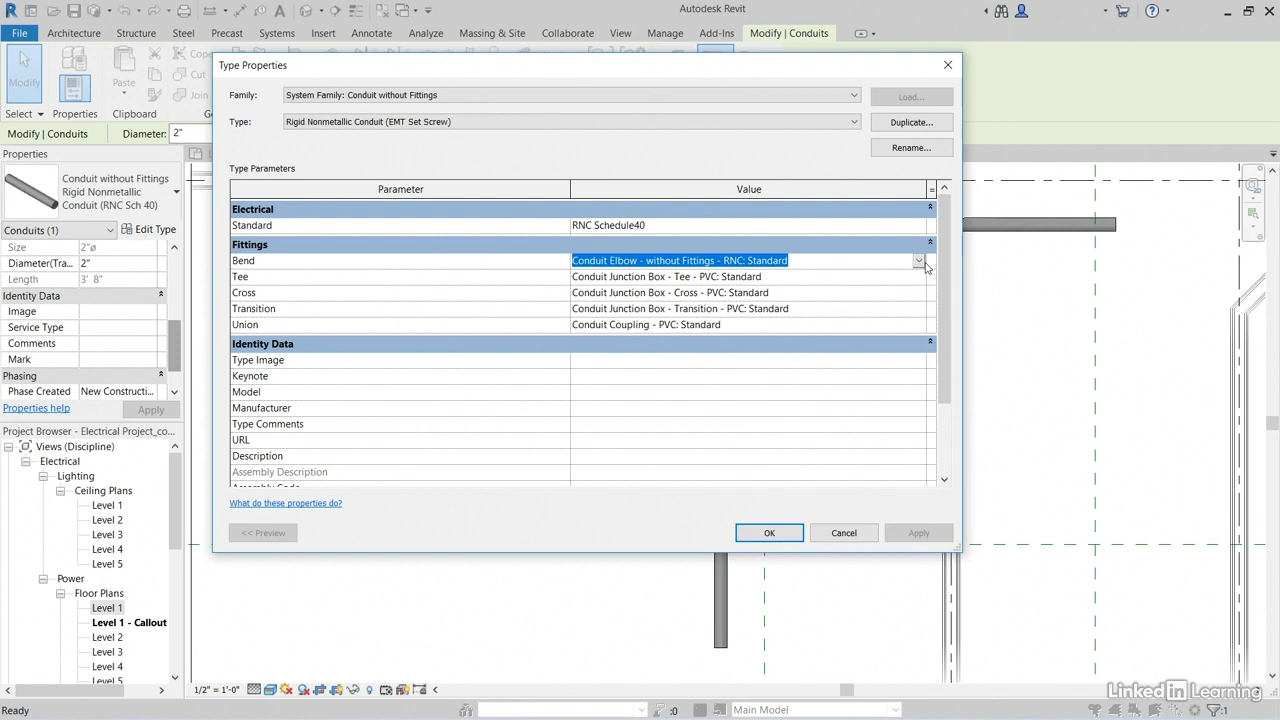 Autodesk Revit
File Architecture Structure Steel Precast Systems Insert Annotate Analyze Massing & Site Collaborate View Manage Add-Ins Modify | Conduits
Modify
Paste
Cope
Cut
Join
Select Properties Clipboard
Modify | Conduits Diameter: 2"
Properties
Conduit without Fittings
Rigid Nonmetallic
Conduit (RNC Sch 40)
Conduits (1) Edit Type
Size 2"ø
Diameter(Tra... 2"
Length 3' 8"
Identity Data
Image
Service Type
Comments
Mark
Phasing
Phase Created New Constructi...
Properties help Apply
Project Browser - Electrical Project_co...
Views (Discipline)
Electrical
Lighting
Ceiling Plans
Level 1
Level 2
Level 3
Level 4
Level 5
Power
Floor Plans
Level 1
Level 1 - Callout
Level 2
Level 3
Level 4
Level 5
Type Properties
Family: System Family: Conduit without Fittings Load...
Type: Rigid Nonmetallic Conduit (EMT Set Screw) Duplicate...
Rename...
Type Parameters
Parameter Value =
Electrical
Standard RNC Schedule40
Fittings
Bend Conduit Elbow - without Fittings - RNC: Standard
Tee Conduit Junction Box - Tee - PVC: Standard
Cross Conduit Junction Box - Cross - PVC: Standard
Transition Conduit Junction Box - Transition - PVC: Standard
Union Conduit Coupling - PVC: Standard
Identity Data
Type Image
Keynote
Model
Manufacturer
Type Comments
URL
Description
Assembly Description
Assembly Code
What do these properties do?
<< Preview OK Cancel Apply
1/2" = 1'-0"
Linked in Learning
Ready :0 Main Model :1